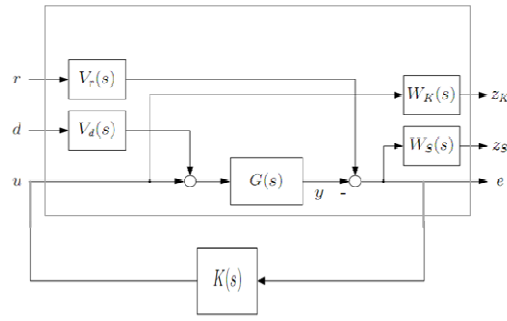 r V_r(s)
W_K(s) z_K
d V_d(s)
W_S(s) z_S
u G(s) e
y -
K(s)